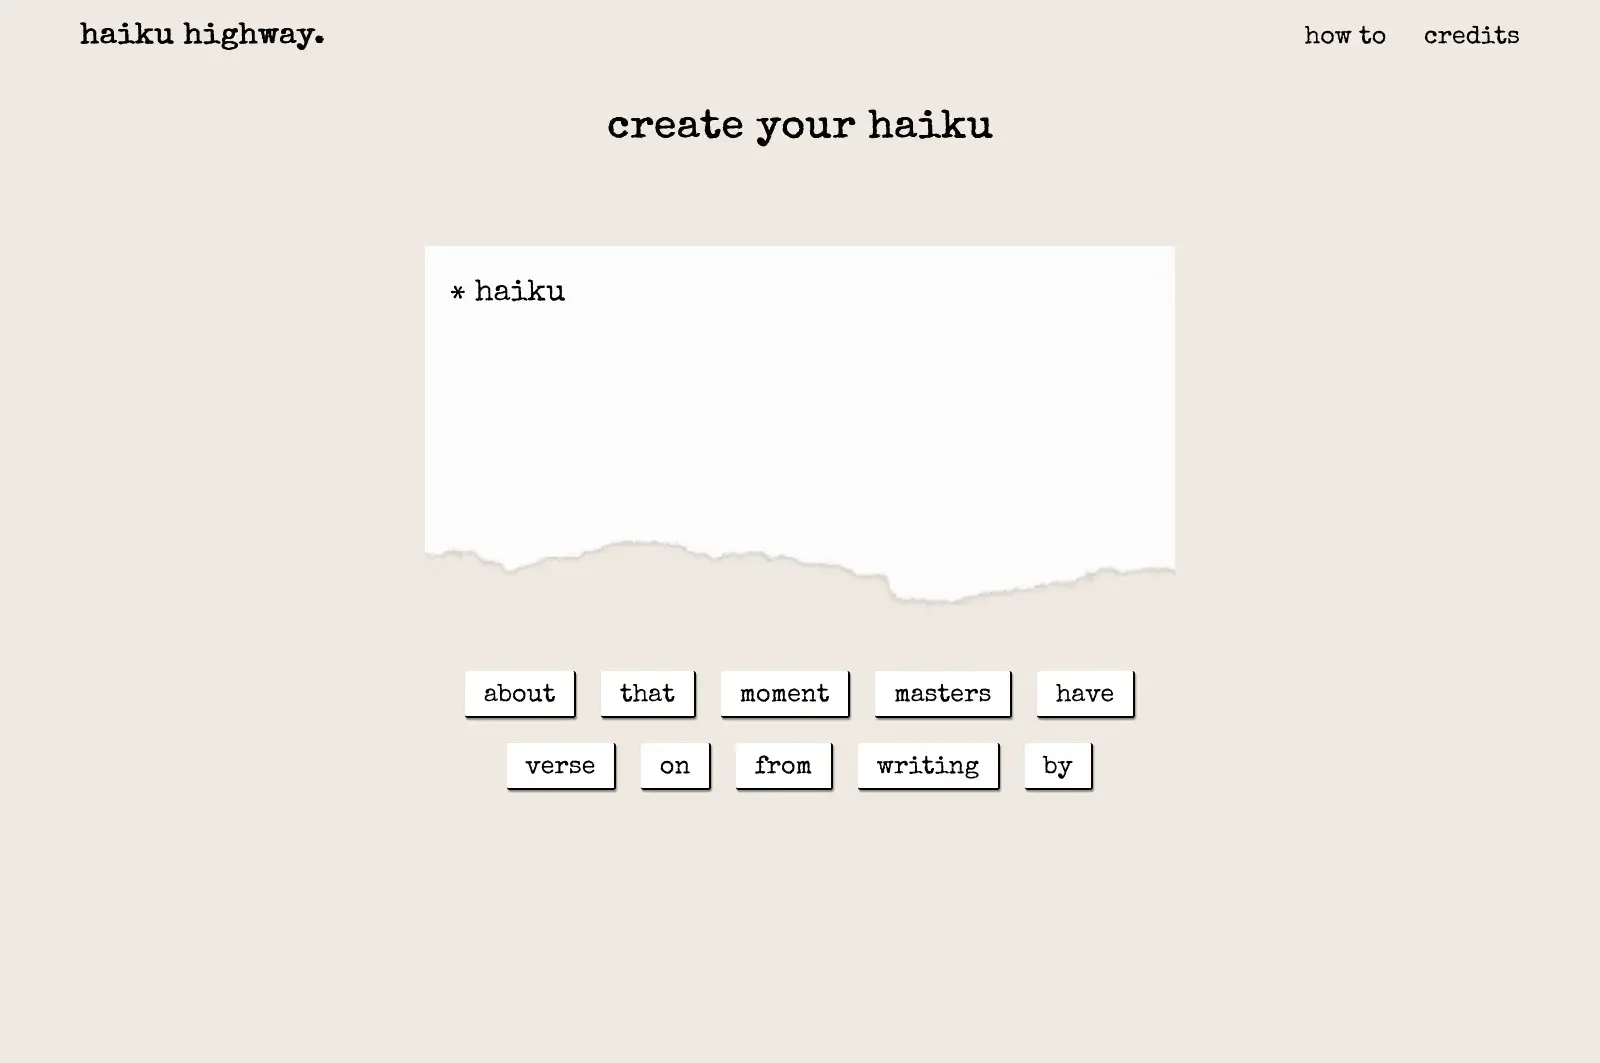 haiku highway.
how to credits
create your haiku
* haiku
about that moment masters have
verse on from writing by